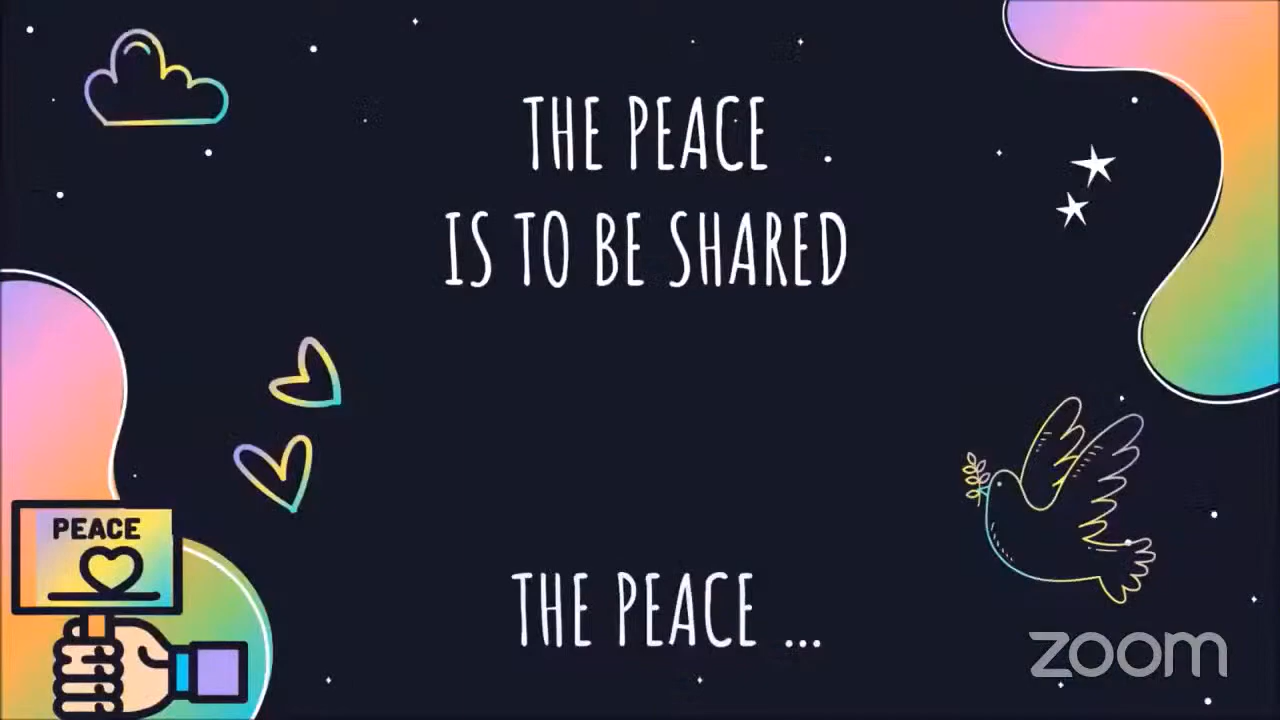 THE PEACE
IS TO BE SHARED
PEACE
THE PEACE ...
zoom